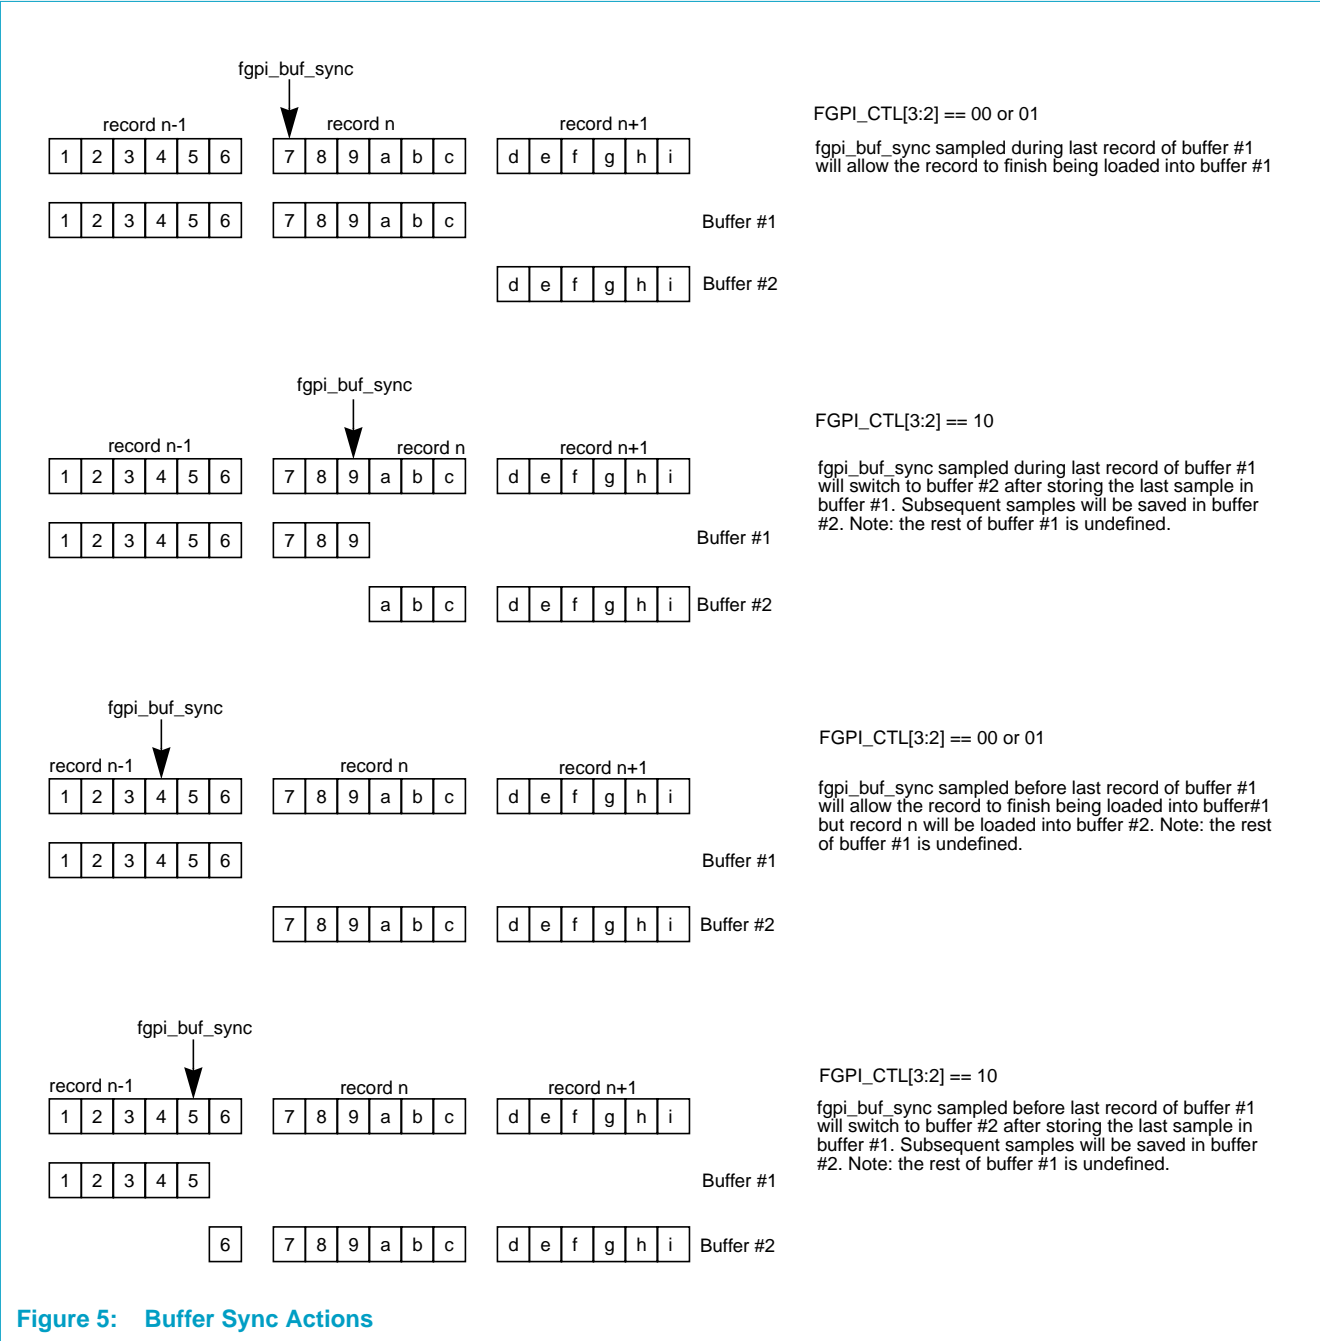 fgpi_buf_sync
record n-1 record n record n+1
1 2 3 4 5 6 7 8 9 a b c d e f g h i
1 2 3 4 5 6 7 8 9 a b c Buffer #1
d e f g h i Buffer #2
FGPI_CTL[3:2] == 00 or 01
fgpi_buf_sync sampled during last record of buffer #1
will allow the record to finish being loaded into buffer #1
fgpi_buf_sync
record n-1 record n record n+1
1 2 3 4 5 6 7 8 9 a b c d e f g h i
1 2 3 4 5 6 7 8 9 Buffer #1
a b c d e f g h i Buffer #2
FGPI_CTL[3:2] == 10
fgpi_buf_sync sampled during last record of buffer #1
will switch to buffer #2 after storing the last sample in
buffer #1. Subsequent samples will be saved in buffer
#2. Note: the rest of buffer #1 is undefined.
fgpi_buf_sync
record n-1 record n record n+1
1 2 3 4 5 6 7 8 9 a b c d e f g h i
1 2 3 4 5 6 Buffer #1
7 8 9 a b c d e f g h i Buffer #2
FGPI_CTL[3:2] == 00 or 01
fgpi_buf_sync sampled before last record of buffer #1
will allow the record to finish being loaded into buffer#1
but record n will be loaded into buffer #2. Note: the rest
of buffer #1 is undefined.
fgpi_buf_sync
record n-1 record n record n+1
1 2 3 4 5 6 7 8 9 a b c d e f g h i
1 2 3 4 5 Buffer #1
6 7 8 9 a b c d e f g h i Buffer #2
FGPI_CTL[3:2] == 10
fgpi_buf_sync sampled before last record of buffer #1
will switch to buffer #2 after storing the last sample in
buffer #1. Subsequent samples will be saved in buffer
#2. Note: the rest of buffer #1 is undefined.
Figure 5: Buffer Sync Actions